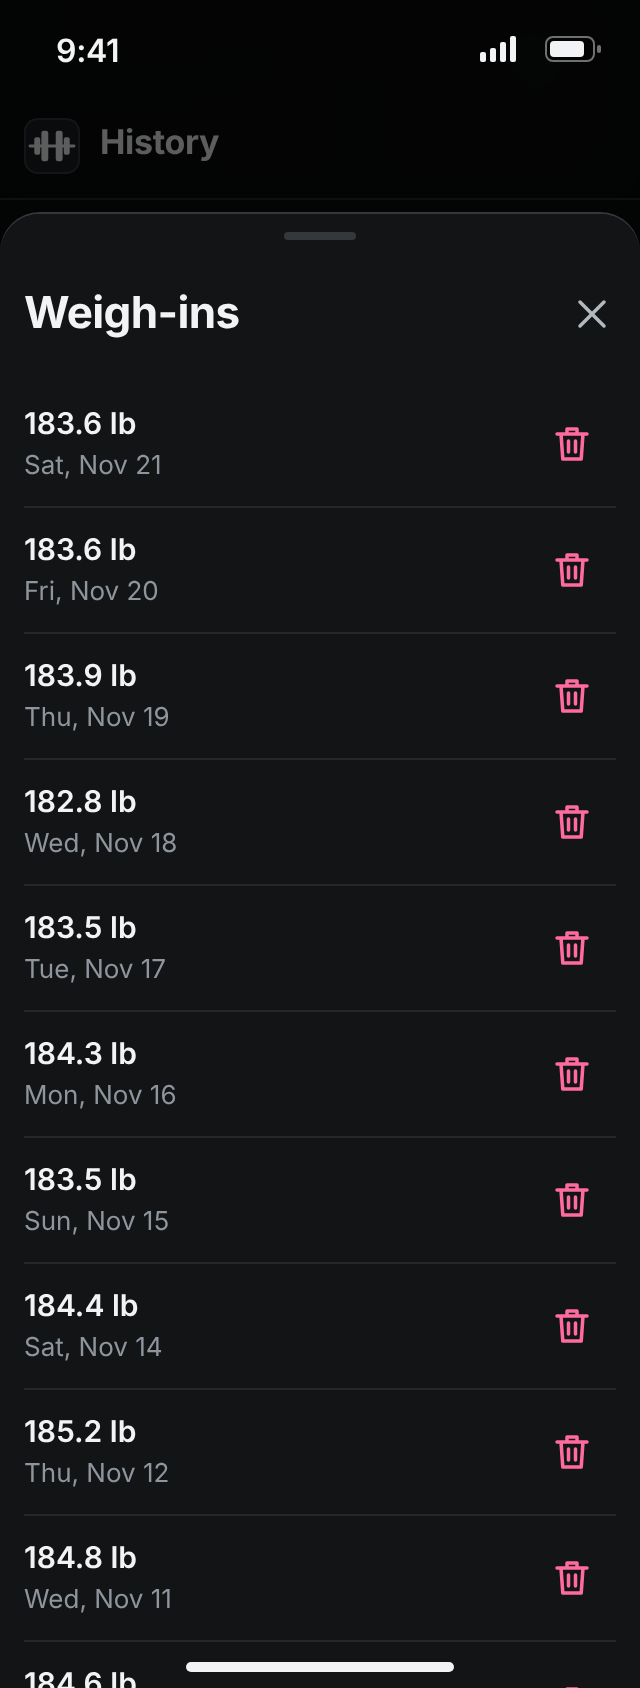 9:41
History
Weigh-ins
183.6 lb
Sat, Nov 21
183.6 lb
Fri, Nov 20
183.9 lb
Thu, Nov 19
182.8 lb
Wed, Nov 18
183.5 lb
Tue, Nov 17
184.3 lb
Mon, Nov 16
183.5 lb
Sun, Nov 15
184.4 lb
Sat, Nov 14
185.2 lb
Thu, Nov 12
184.8 lb
Wed, Nov 11
184.6 lb